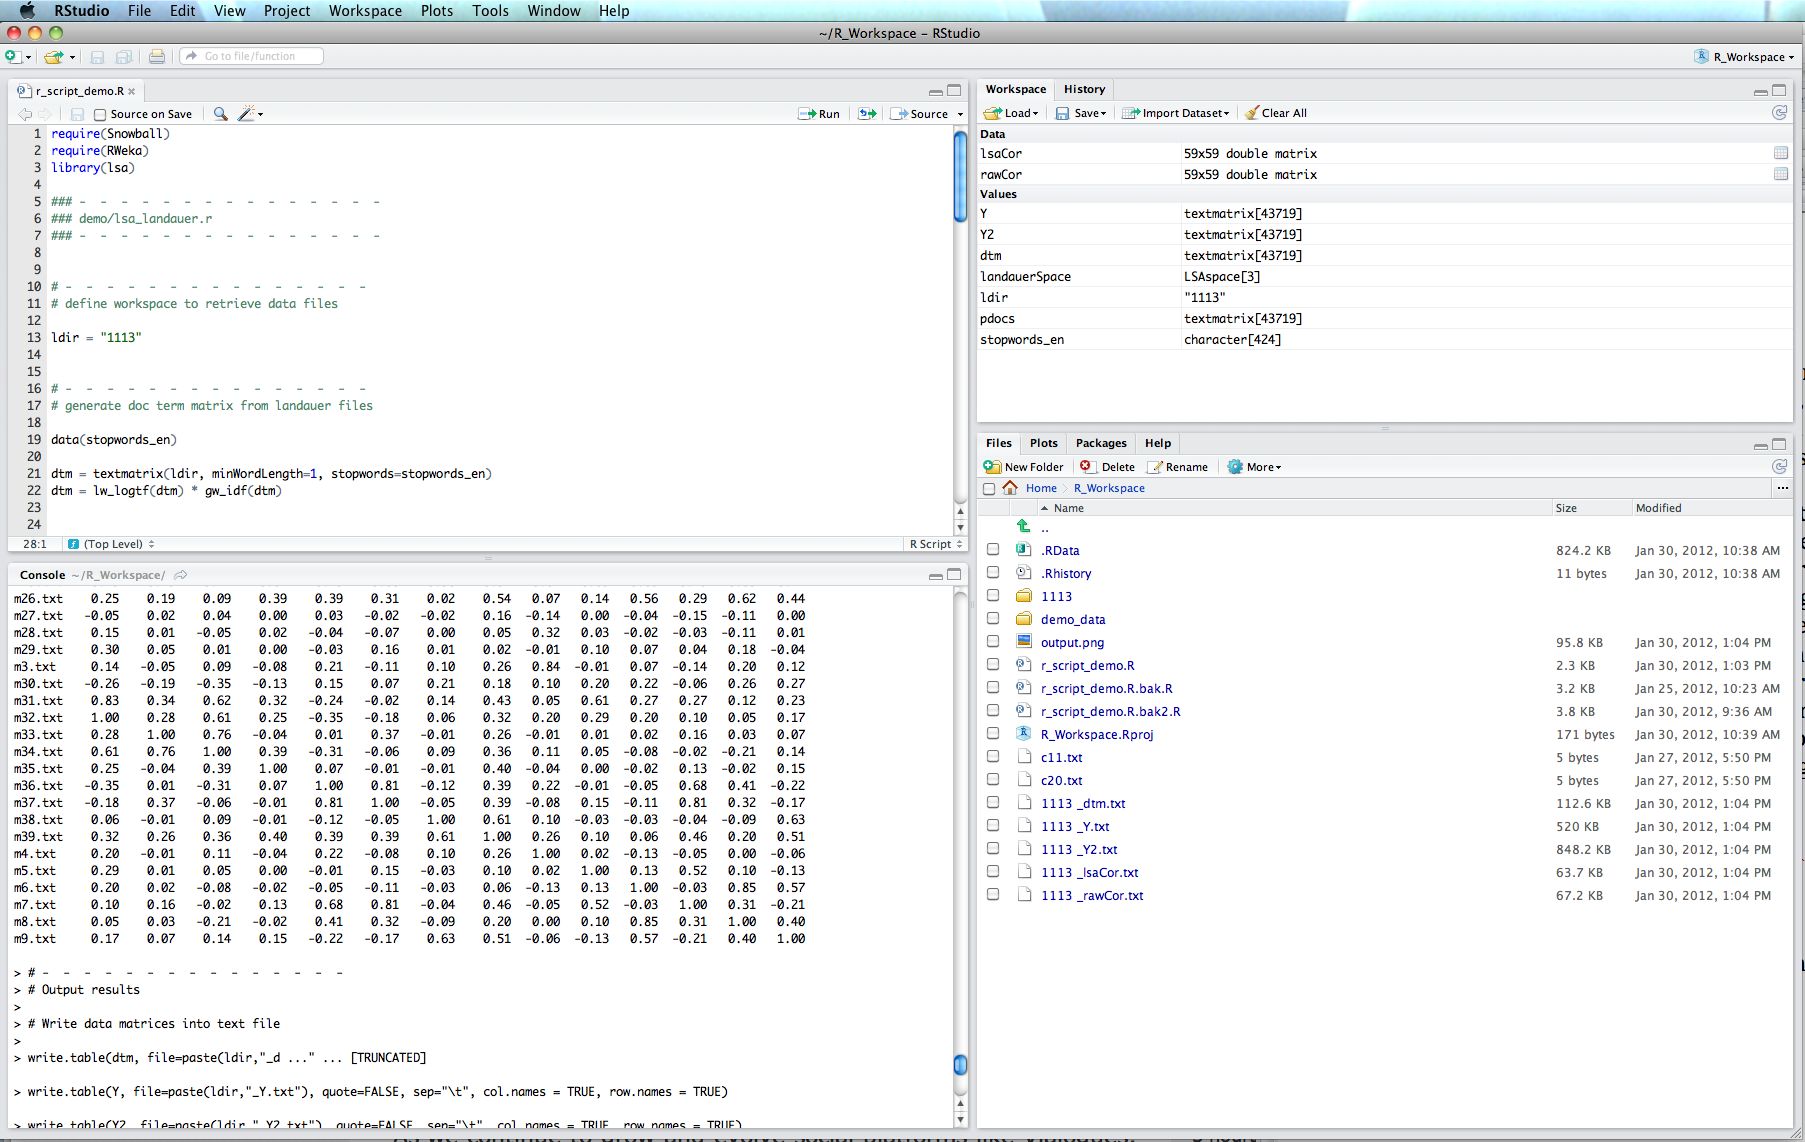 RStudio File Edit View Project Workspace Plots Tools Window Help
~/R_Workspace – RStudio
Go to file/function
R_Workspace
r_script_demo.R
Source on Save Run Source
1 require(Snowball)
2 require(RWeka)
3 library(lsa)
4
5 ### - - - - - - - - - - - - - - -
6 ### demo/lsa_landauer.r
7 ### - - - - - - - - - - - - - - -
8
9
10 # - - - - - - - - - - - - - - -
11 # define workspace to retrieve data files
12
13 ldir = "1113"
14
15
16 # - - - - - - - - - - - - - - -
17 # generate doc term matrix from landauer files
18
19 data(stopwords_en)
20
21 dtm = textmatrix(ldir, minWordLength=1, stopwords=stopwords_en)
22 dtm = lw_logtf(dtm) * gw_idf(dtm)
23
24
28:1 (Top Level) R Script
Console ~/R_Workspace/
m26.txt 0.25 0.19 0.09 0.39 0.39 0.31 0.02 0.54 0.07 0.14 0.56 0.29 0.62 0.44
m27.txt -0.05 0.02 0.04 0.00 0.03 -0.02 -0.02 0.16 -0.14 0.00 -0.04 -0.15 -0.11 0.00
m28.txt 0.15 0.01 -0.05 0.02 -0.04 -0.07 0.00 0.05 0.32 0.03 -0.02 -0.03 -0.11 0.01
m29.txt 0.30 0.05 0.01 0.00 -0.03 0.16 0.01 0.02 -0.01 0.10 0.07 0.04 0.18 -0.04
m3.txt 0.14 -0.05 0.09 -0.08 0.21 -0.11 0.10 0.26 0.84 -0.01 0.07 -0.14 0.20 0.12
m30.txt -0.26 -0.19 -0.35 -0.13 0.15 0.07 0.21 0.18 0.10 0.20 0.22 -0.06 0.26 0.27
m31.txt 0.83 0.34 0.62 0.32 -0.24 -0.02 0.14 0.43 0.05 0.61 0.27 0.27 0.12 0.23
m32.txt 1.00 0.28 0.61 0.25 -0.35 -0.18 0.06 0.32 0.20 0.29 0.20 0.10 0.05 0.17
m33.txt 0.28 1.00 0.76 -0.04 0.01 0.37 -0.01 0.26 -0.01 0.01 0.02 0.16 0.03 0.07
m34.txt 0.61 0.76 1.00 0.39 -0.31 -0.06 0.09 0.36 0.11 0.05 -0.08 -0.02 -0.21 0.14
m35.txt 0.25 -0.04 0.39 1.00 0.07 -0.01 -0.01 0.40 -0.04 0.00 -0.02 0.13 -0.02 0.15
m36.txt -0.35 0.01 -0.31 0.07 1.00 0.81 -0.12 0.39 0.22 -0.01 -0.05 0.68 0.41 -0.22
m37.txt -0.18 0.37 -0.06 -0.01 0.81 1.00 -0.05 0.39 -0.08 0.15 -0.11 0.81 0.32 -0.17
m38.txt 0.06 -0.01 0.09 -0.01 -0.12 -0.05 1.00 0.61 0.10 -0.03 -0.03 -0.04 -0.09 0.63
m39.txt 0.32 0.26 0.36 0.40 0.39 0.39 0.61 1.00 0.26 0.10 0.06 0.46 0.20 0.51
m4.txt 0.20 -0.01 0.11 -0.04 0.22 -0.08 0.10 0.26 1.00 0.02 -0.13 -0.05 0.00 -0.06
m5.txt 0.29 0.01 0.05 0.00 -0.01 0.15 -0.03 0.10 0.02 1.00 0.13 0.52 0.10 -0.13
m6.txt 0.20 0.02 -0.08 -0.02 -0.05 -0.11 -0.03 0.06 -0.13 0.13 1.00 -0.03 0.85 0.57
m7.txt 0.10 0.16 -0.02 0.13 0.68 0.81 -0.04 0.46 -0.05 0.52 -0.03 1.00 0.31 -0.21
m8.txt 0.05 0.03 -0.21 -0.02 0.41 0.32 -0.09 0.20 0.00 0.10 0.85 0.31 1.00 0.40
m9.txt 0.17 0.07 0.14 0.15 -0.22 -0.17 0.63 0.51 -0.06 -0.13 0.57 -0.21 0.40 1.00
> # - - - - - - - - - - - - - - -
> # Output results
>
> # Write data matrices into text file
>
> write.table(dtm, file=paste(ldir,"_d ..." ... [TRUNCATED]
> write.table(Y, file=paste(ldir,"_Y.txt"), quote=FALSE, sep="\t", col.names = TRUE, row.names = TRUE)
> write.table(Y2, file=paste(ldir,"_Y2.txt"), quote=FALSE, sep="\t", col.names = TRUE, row.names = TRUE)
Workspace History
Load Save Import Dataset Clear All
Data
lsaCor 59x59 double matrix
rawCor 59x59 double matrix
Values
Y textmatrix[43719]
Y2 textmatrix[43719]
dtm textmatrix[43719]
landauerSpace LSAspace[3]
ldir "1113"
pdocs textmatrix[43719]
stopwords_en character[424]
Files Plots Packages Help
New Folder Delete Rename More
Home R_Workspace ...
Name Size Modified
..
.RData 824.2 KB Jan 30, 2012, 10:38 AM
.Rhistory 11 bytes Jan 30, 2012, 10:38 AM
1113
demo_data
output.png 95.8 KB Jan 30, 2012, 1:04 PM
r_script_demo.R 2.3 KB Jan 30, 2012, 1:03 PM
r_script_demo.R.bak.R 3.2 KB Jan 25, 2012, 10:23 AM
r_script_demo.R.bak2.R 3.8 KB Jan 30, 2012, 9:36 AM
R_Workspace.Rproj 171 bytes Jan 30, 2012, 10:39 AM
c11.txt 5 bytes Jan 27, 2012, 5:50 PM
c20.txt 5 bytes Jan 27, 2012, 5:50 PM
1113 _dtm.txt 112.6 KB Jan 30, 2012, 1:04 PM
1113 _Y.txt 520 KB Jan 30, 2012, 1:04 PM
1113 _Y2.txt 848.2 KB Jan 30, 2012, 1:04 PM
1113 _lsaCor.txt 63.7 KB Jan 30, 2012, 1:04 PM
1113 _rawCor.txt 67.2 KB Jan 30, 2012, 1:04 PM